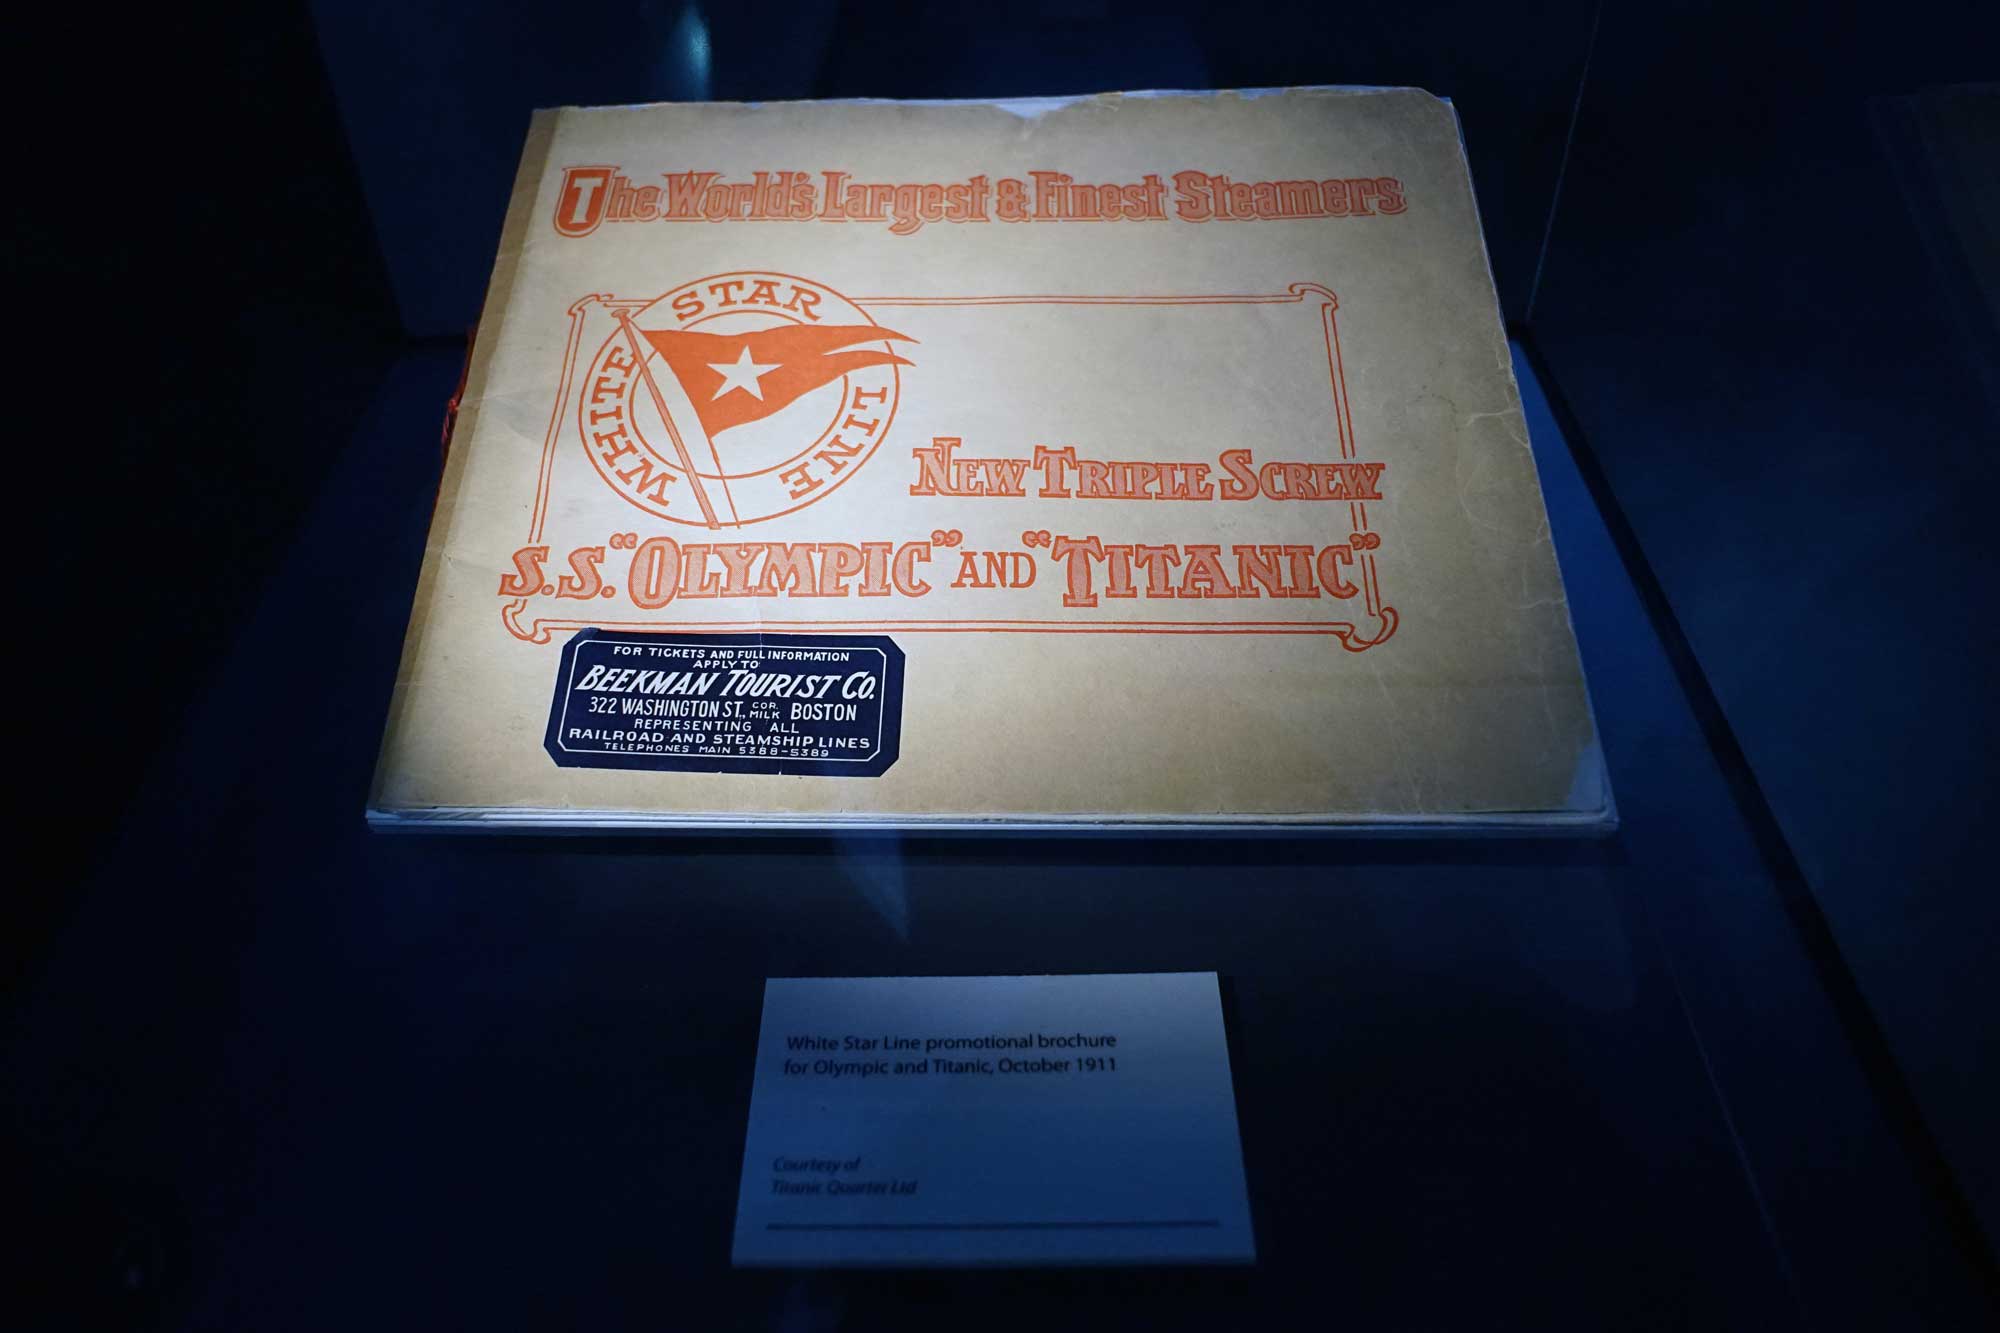 The World's Largest & Finest Steamers
WHITE STAR LINE
NEW TRIPLE SCREW
S.S. "OLYMPIC" AND "TITANIC"
FOR TICKETS AND FULL INFORMATION
APPLY TO
BEEKMAN TOURIST CO.
322 WASHINGTON ST., COR. MILK BOSTON
REPRESENTING ALL
RAILROAD AND STEAMSHIP LINES
TELEPHONES MAIN 5388-5389
White Star Line promotional brochure
for Olympic and Titanic, October 1911
Courtesy of
Titanic Quarter Ltd